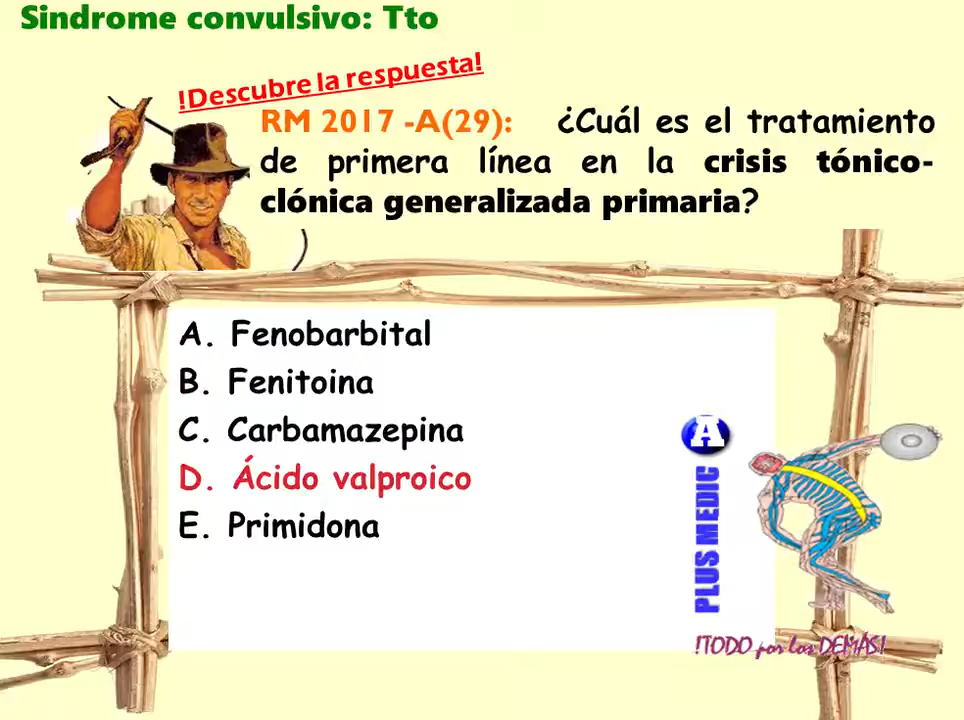 Sindrome convulsivo: Tto
!Descubre la respuesta!
RM 2017 -A(29): ¿Cuál es el tratamiento
de primera línea en la crisis tónico-
clónica generalizada primaria?
A. Fenobarbital
B. Fenitoina
C. Carbamazepina
D. Ácido valproico
E. Primidona
A
PLUS MEDIC
!TODO por los DEMÁS!